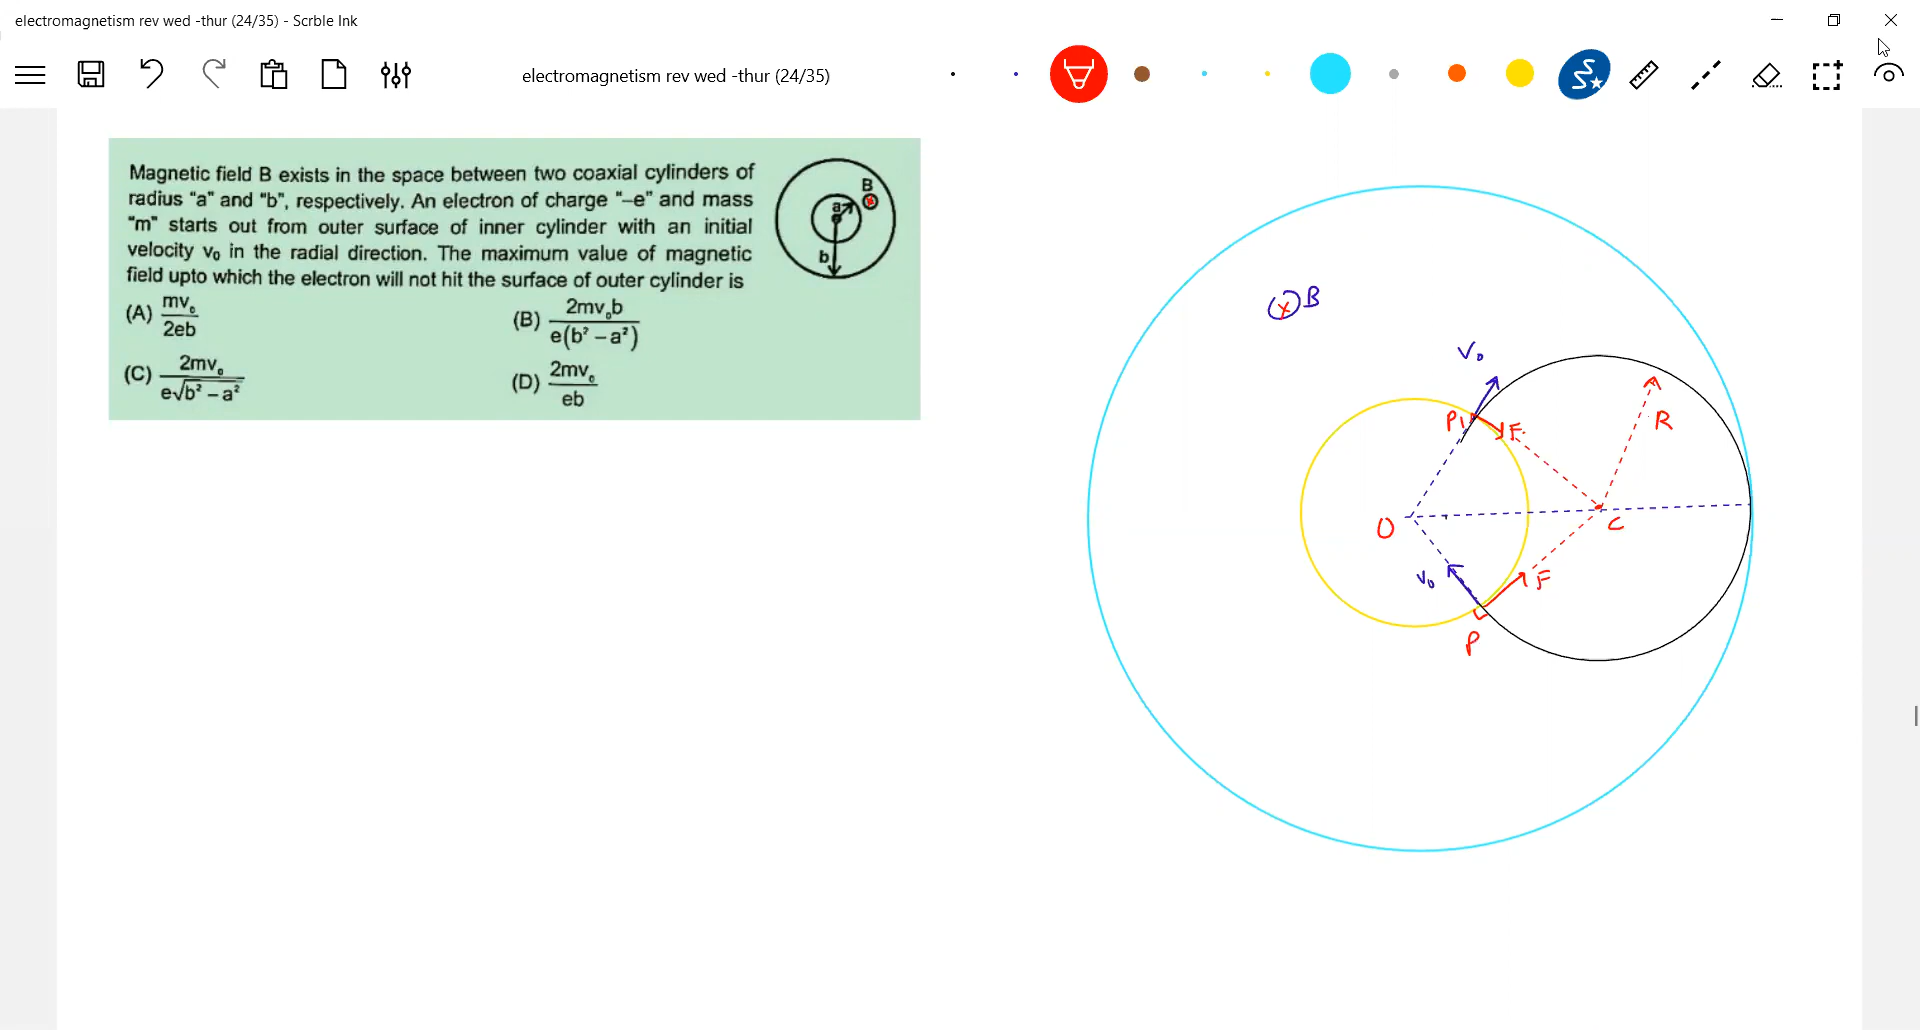 electromagnetism rev wed -thur (24/35) - Scrble Ink
electromagnetism rev wed -thur (24/35)
Magnetic field B exists in the space between two coaxial cylinders of
radius “a” and “b”, respectively. An electron of charge “–e” and mass
“m” starts out from outer surface of inner cylinder with an initial
velocity v₀ in the radial direction. The maximum value of magnetic
field upto which the electron will not hit the surface of outer cylinder is
(A) mv₀ / 2eb
(B) 2mv₀b / e(b² – a²)
(C) 2mv₀ / e√b² – a²
(D) 2mv₀ / eb
B
a
b
B
V₀
P₁
F
R
O
C
V₀
F
P